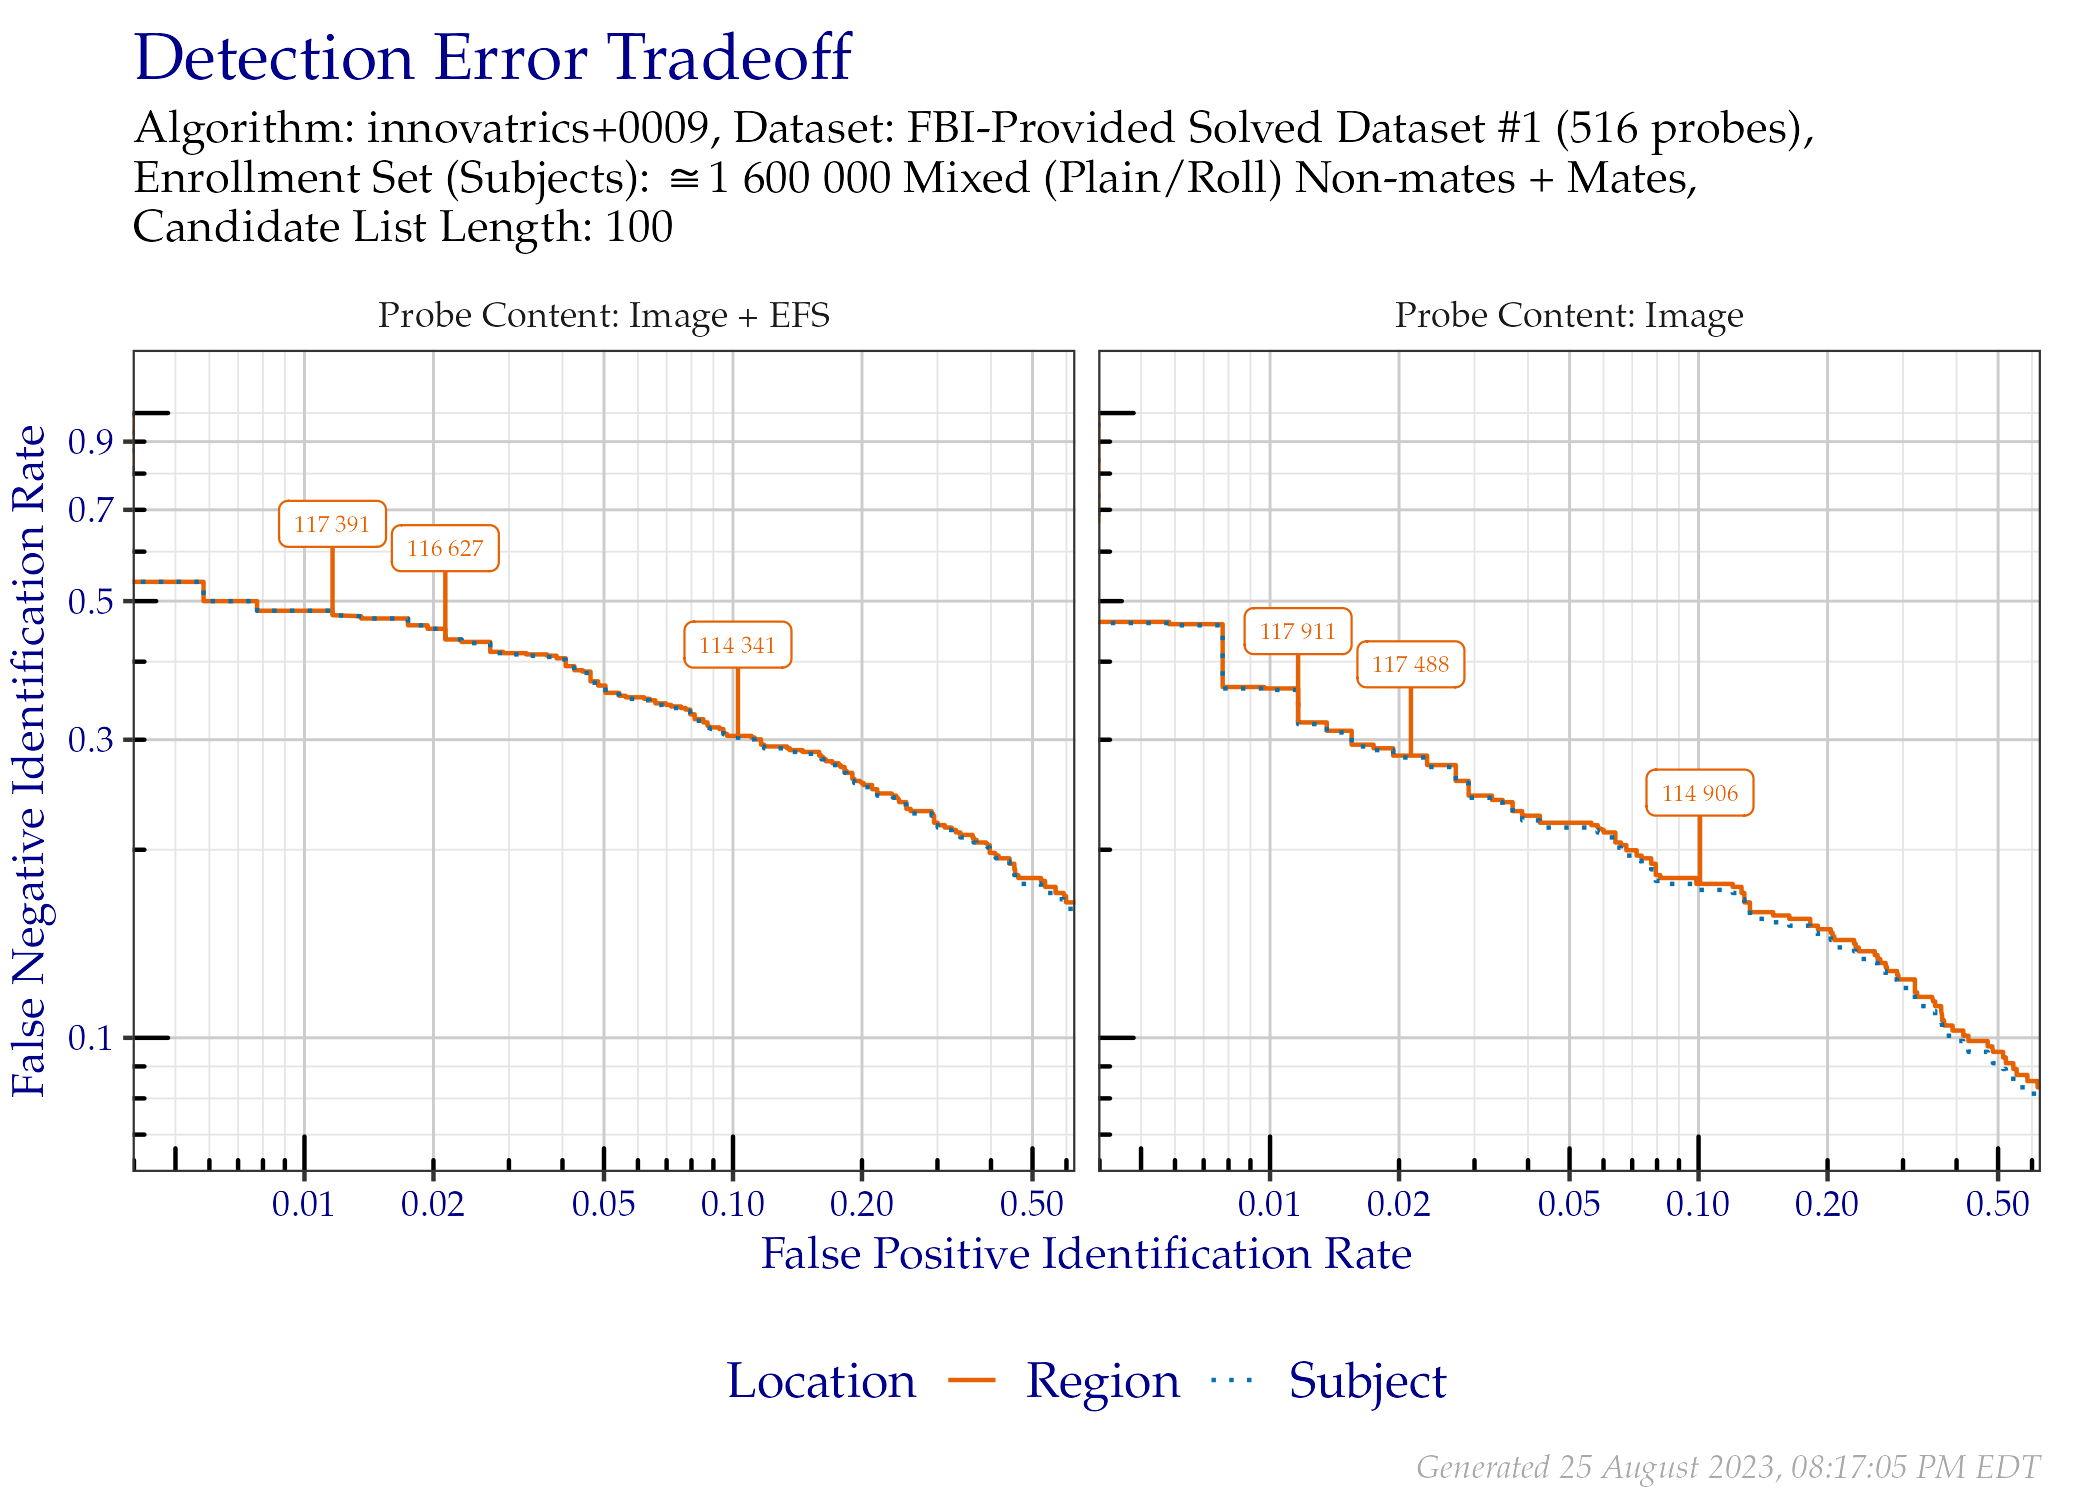 Detection Error Tradeoff
Algorithm: innovatrics+0009, Dataset: FBI-Provided Solved Dataset #1 (516 probes),
Enrollment Set (Subjects): ≅1 600 000 Mixed (Plain/Roll) Non-mates + Mates,
Candidate List Length: 100
Probe Content: Image + EFS
Probe Content: Image
False Negative Identification Rate
0.9
0.7
0.5
0.3
0.1
117 391
116 627
114 341
117 911
117 488
114 906
0.01 0.02 0.05 0.10 0.20 0.50
0.01 0.02 0.05 0.10 0.20 0.50
False Positive Identification Rate
Location Region Subject
Generated 25 August 2023, 08:17:05 PM EDT